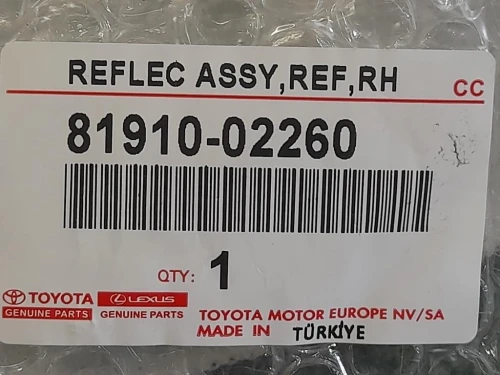 REFLEC ASSY,REF,RH
CC
81910-02260
QTY: 1
TOYOTA
GENUINE PARTS
LEXUS
GENUINE PARTS
TOYOTA MOTOR EUROPE NV/SA
MADE IN TÜRKİYE